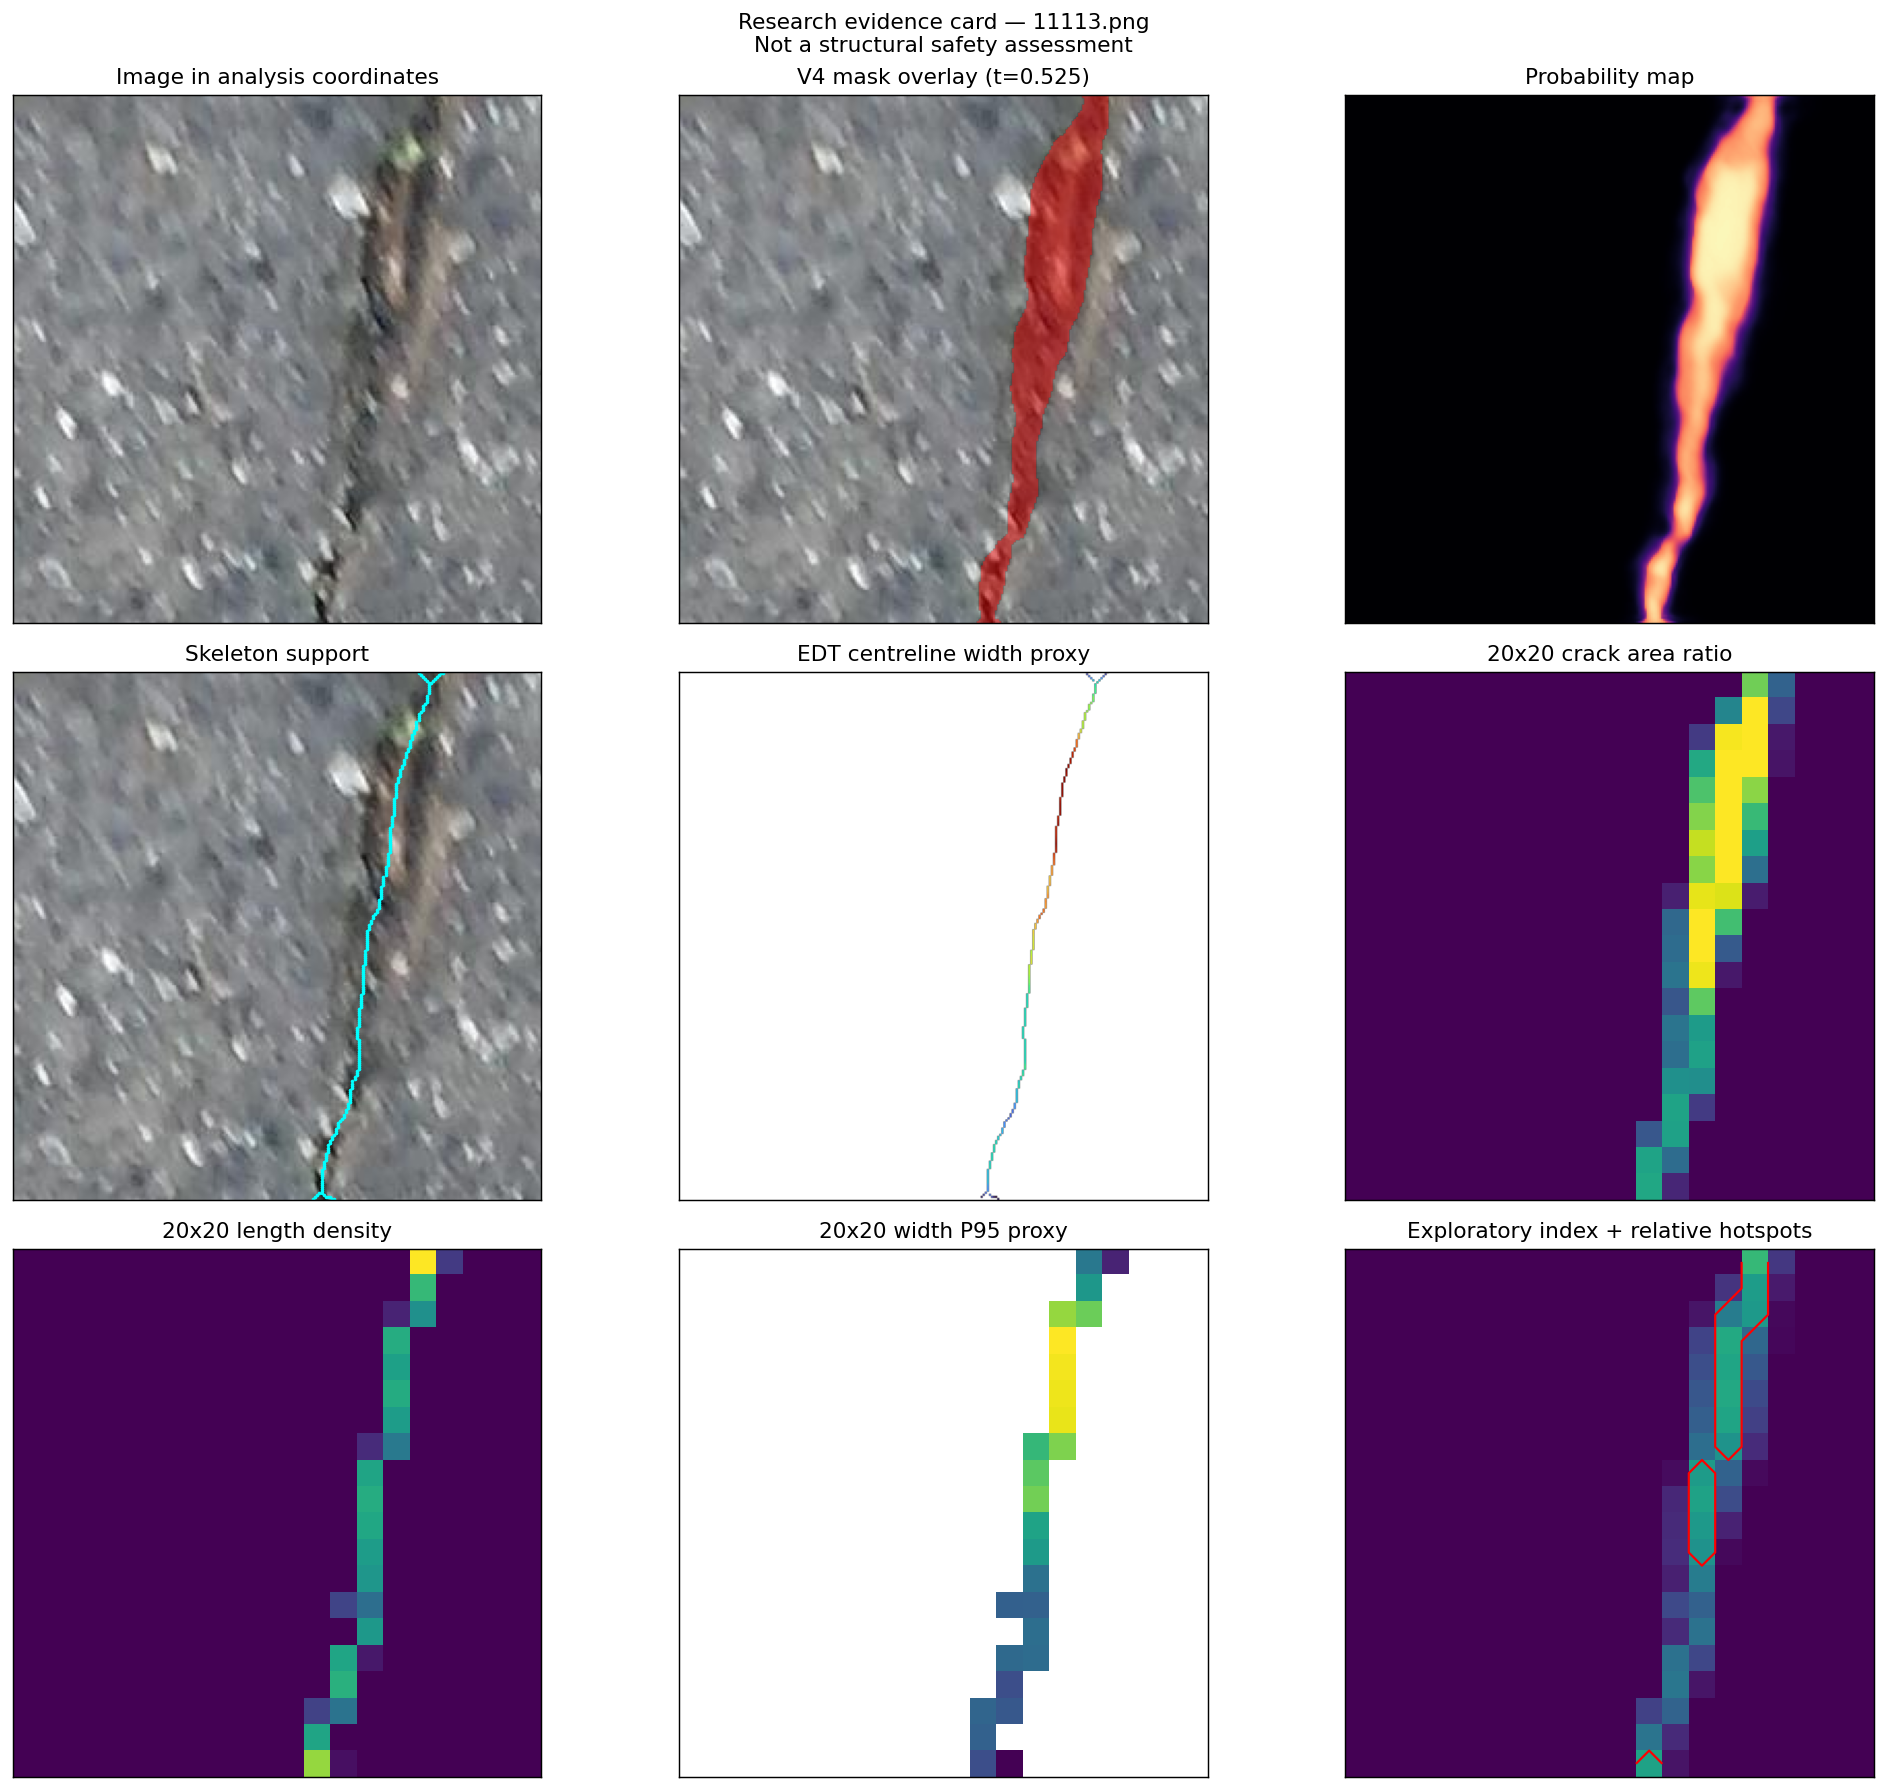 Research evidence card — 11113.png
Not a structural safety assessment
Image in analysis coordinates
V4 mask overlay (t=0.525)
Probability map
Skeleton support
EDT centreline width proxy
20x20 crack area ratio
20x20 length density
20x20 width P95 proxy
Exploratory index + relative hotspots